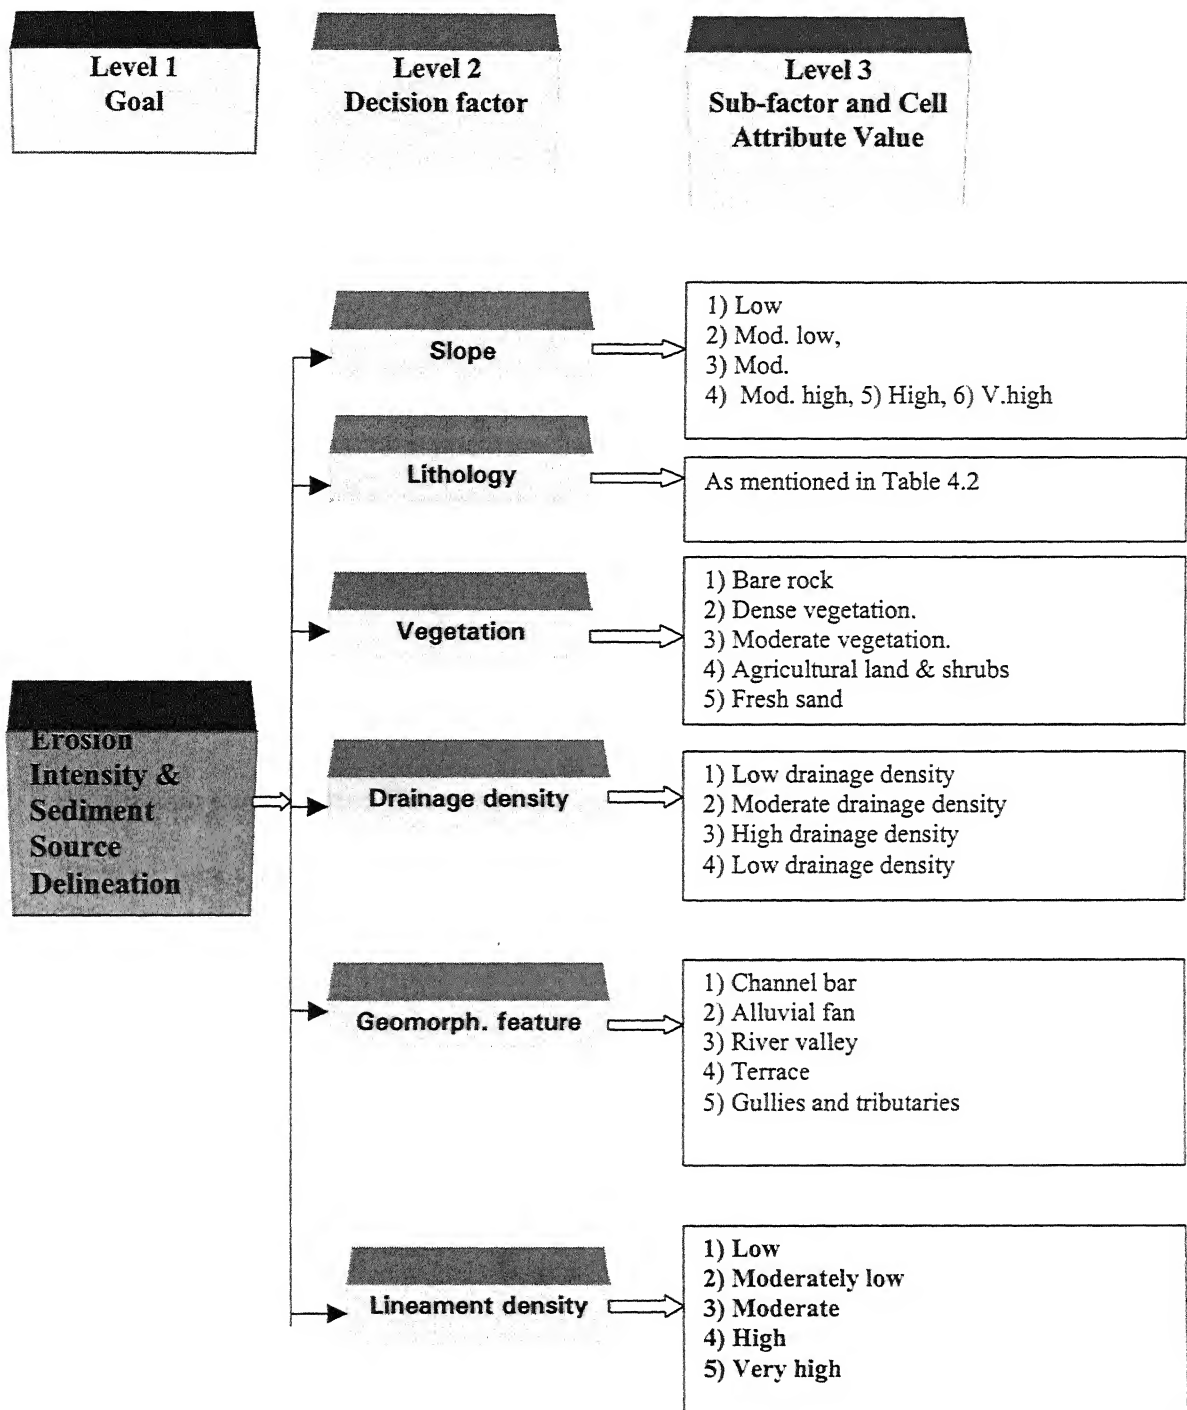 Level 1
Goal
Level 2
Decision factor
Level 3
Sub-factor and Cell
Attribute Value
Erosion
Intensity &
Sediment
Source
Delineation
Slope
1) Low
2) Mod. low,
3) Mod.
4) Mod. high, 5) High, 6) V.high
Lithology
As mentioned in Table 4.2
Vegetation
1) Bare rock
2) Dense vegetation.
3) Moderate vegetation.
4) Agricultural land & shrubs
5) Fresh sand
Drainage density
1) Low drainage density
2) Moderate drainage density
3) High drainage density
4) Low drainage density
Geomorph. feature
1) Channel bar
2) Alluvial fan
3) River valley
4) Terrace
5) Gullies and tributaries
Lineament density
1) Low
2) Moderately low
3) Moderate
4) High
5) Very high